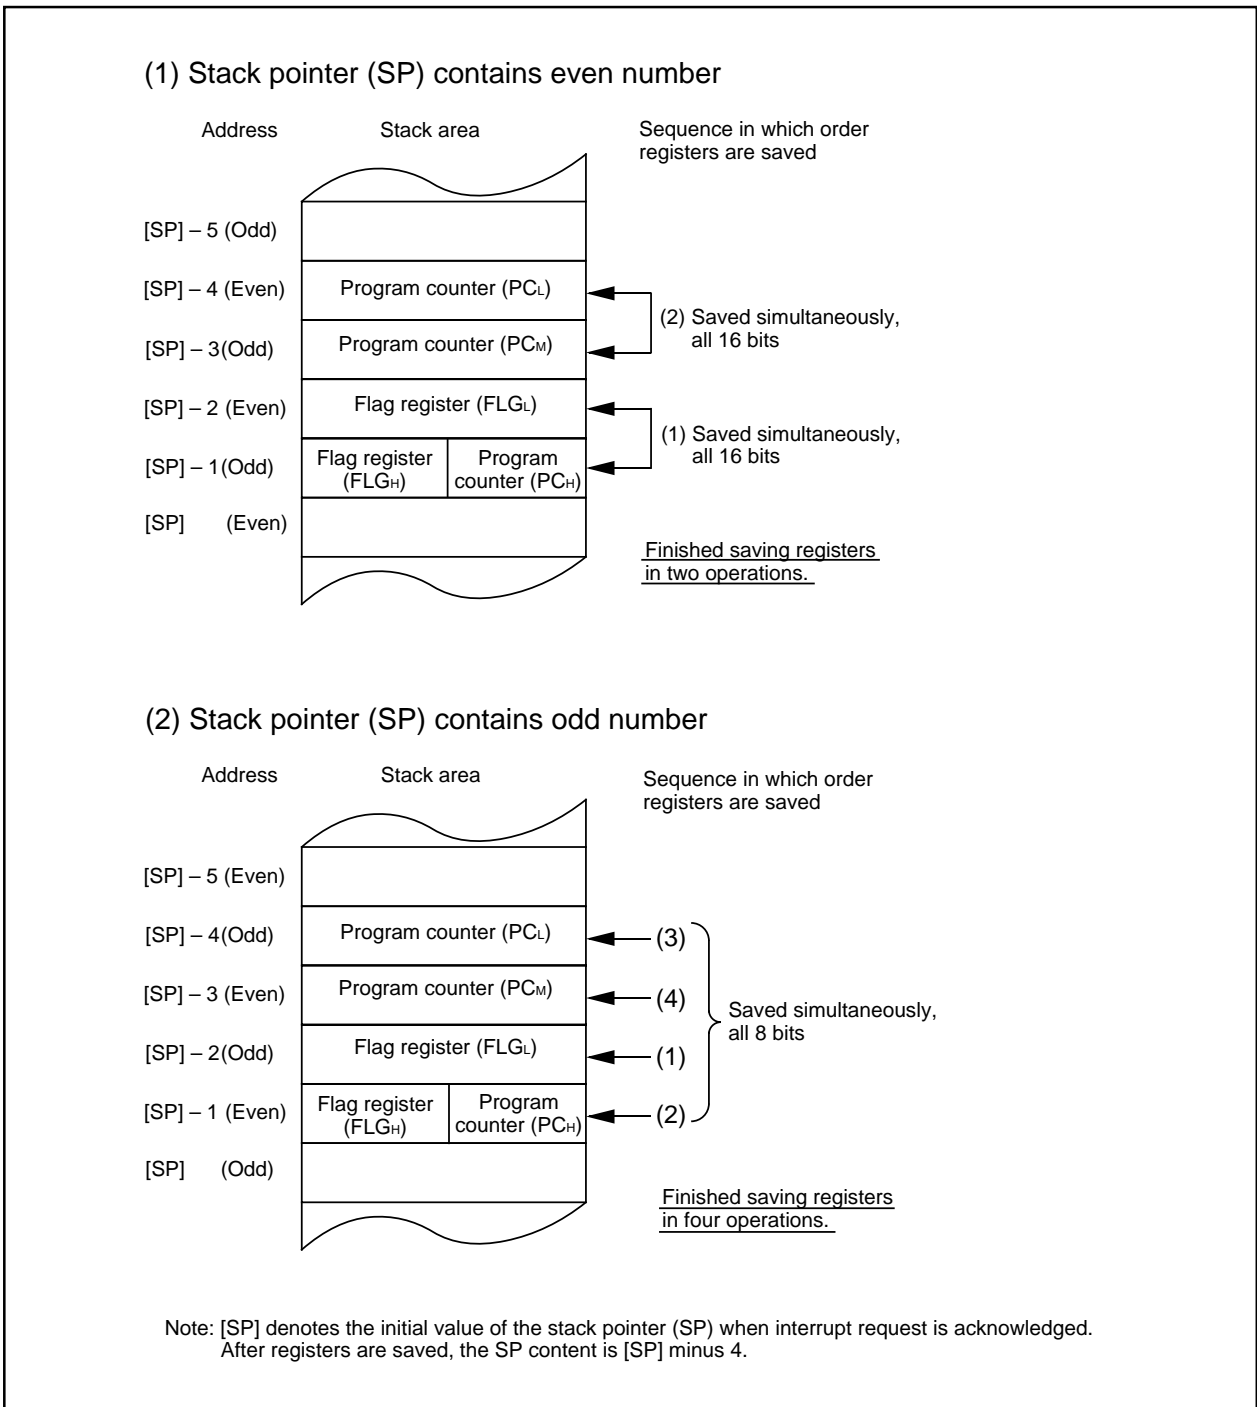 (1) Stack pointer (SP) contains even number
Address
Stack area
Sequence in which order
registers are saved
[SP] – 5 (Odd)
[SP] – 4 (Even)
Program counter (PCL)
(2) Saved simultaneously,
all 16 bits
[SP] – 3(Odd)
Program counter (PCM)
[SP] – 2 (Even)
Flag register (FLGL)
(1) Saved simultaneously,
all 16 bits
[SP] – 1(Odd)
Flag register
(FLGH)
Program
counter (PCH)
[SP] (Even)
Finished saving registers
in two operations.
(2) Stack pointer (SP) contains odd number
Address
Stack area
Sequence in which order
registers are saved
[SP] – 5 (Even)
[SP] – 4(Odd)
Program counter (PCL)
(3)
[SP] – 3 (Even)
Program counter (PCM)
(4)
Saved simultaneously,
all 8 bits
[SP] – 2(Odd)
Flag register (FLGL)
(1)
[SP] – 1 (Even)
Flag register
(FLGH)
Program
counter (PCH)
(2)
[SP] (Odd)
Finished saving registers
in four operations.
Note: [SP] denotes the initial value of the stack pointer (SP) when interrupt request is acknowledged.
After registers are saved, the SP content is [SP] minus 4.